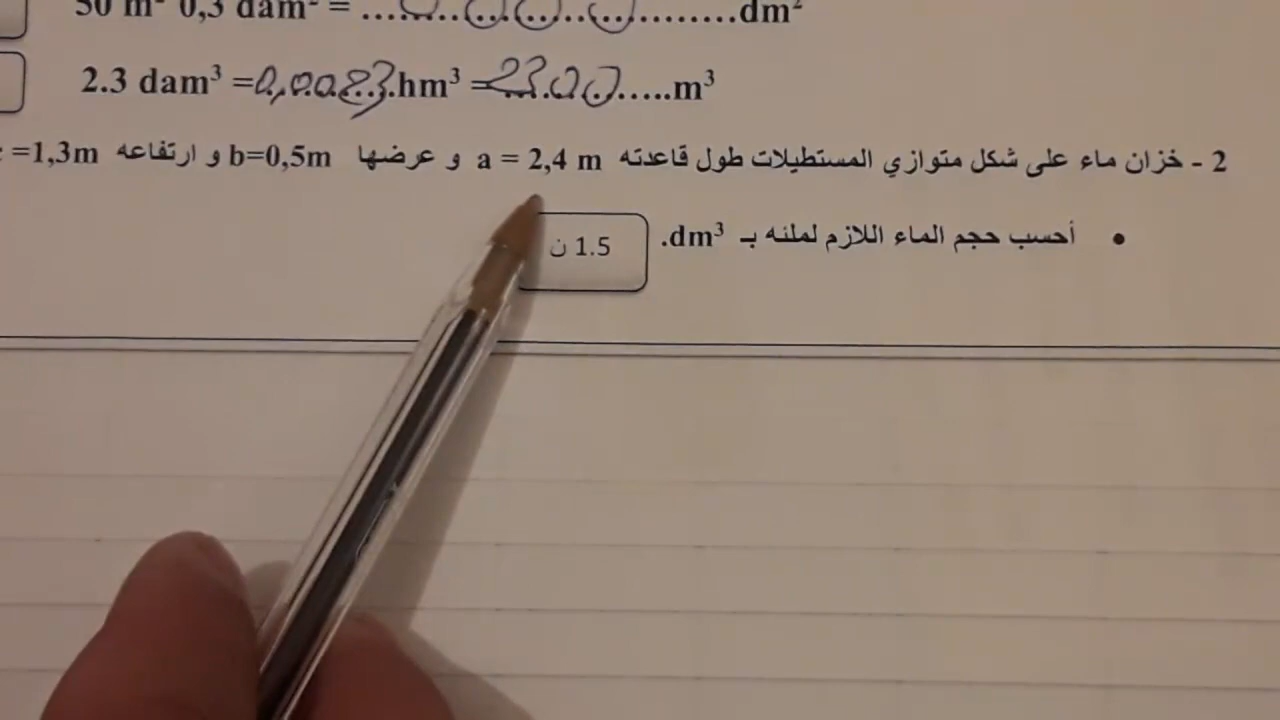 50 m² 0,3 dam² = ..............................dm²
2.3 dam³ =0,0023.hm³ =2300.....m³
2 - خزان ماء على شكل متوازي المستطيلات طول قاعدته a = 2,4 m و عرضها b=0,5m و ارتفاعه =1,3m
• أحسب حجم الماء اللازم لملئه بـ dm³.
1.5 ن